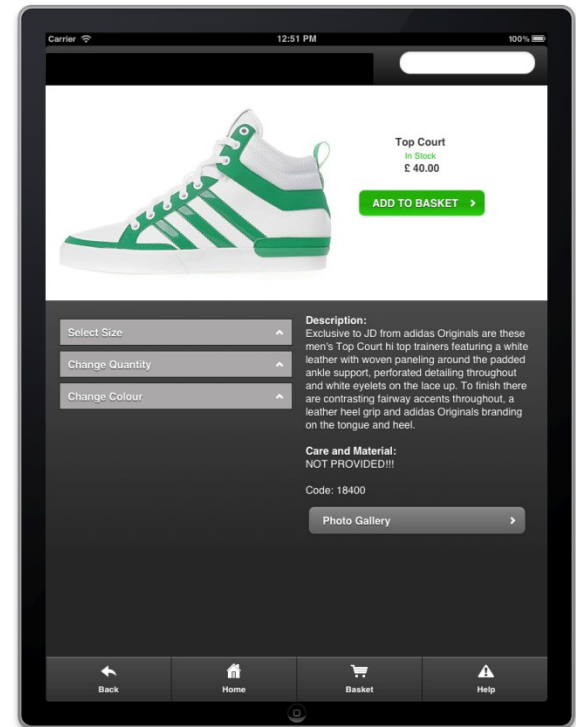 Carrier 12:51 PM 100%
Top Court
In Stock
£ 40.00
ADD TO BASKET
Select Size
Change Quantity
Change Colour
Description:
Exclusive to JD from adidas Originals are these
men's Top Court hi top trainers featuring a white
leather with woven paneling around the padded
ankle support, perforated detailing throughout
and white eyelets on the lace up. To finish there
are contrasting fairway accents throughout, a
leather heel grip and adidas Originals branding
on the tongue and heel.
Care and Material:
NOT PROVIDED!!!
Code: 18400
Photo Gallery
Back Home Basket Help